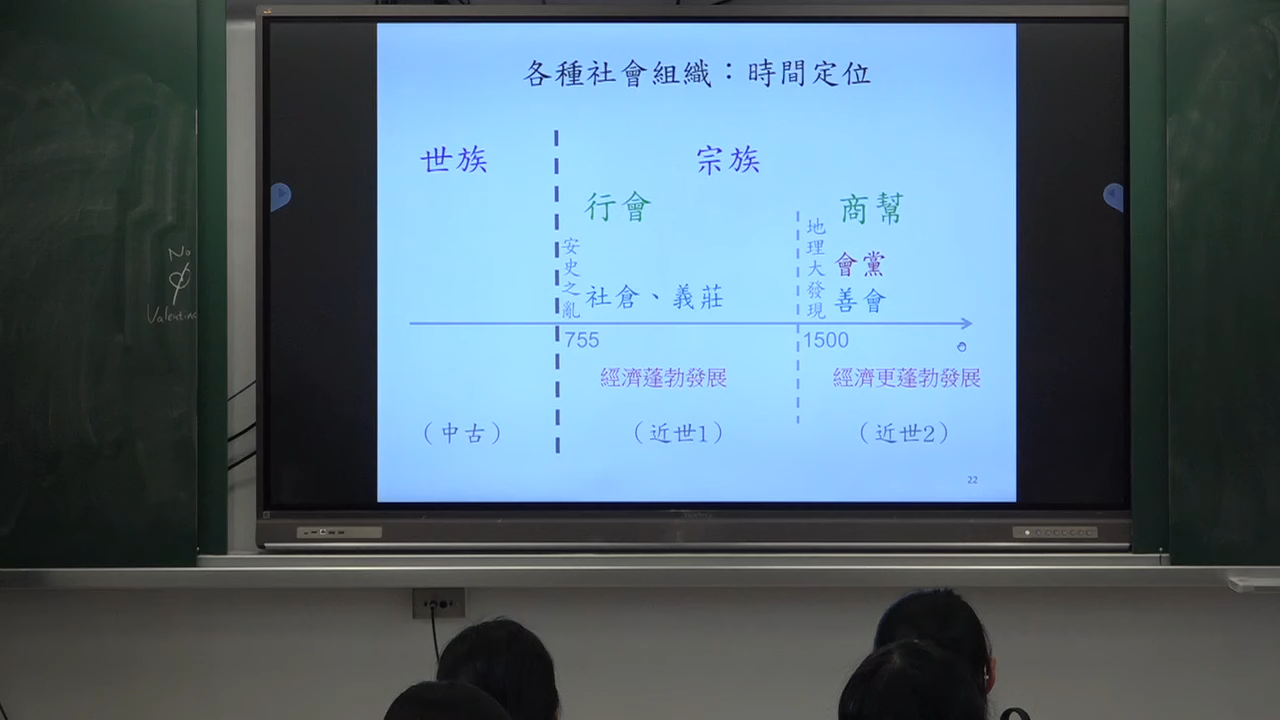 各種社會組織：時間定位
世族
宗族
行會
商幫
安史之亂
地理大發現
會黨
社倉、義莊
善會
755
1500
經濟蓬勃發展
經濟更蓬勃發展
（中古）
（近世1）
（近世2）
22
No
Valentino